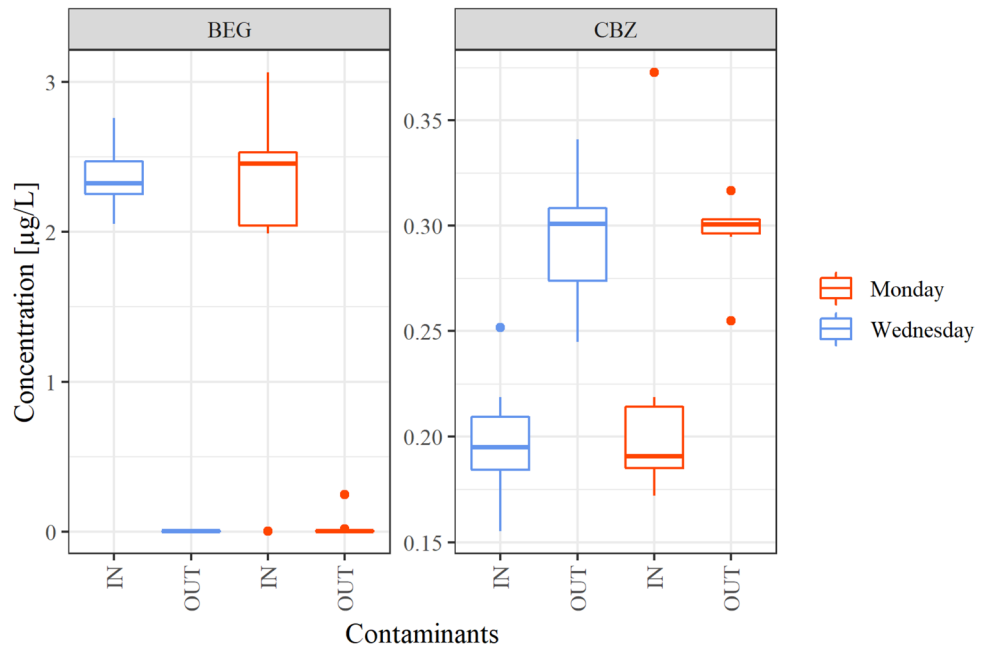 BEG
CBZ
Concentration [µg/L]
3
2
1
0
0.35
0.30
0.25
0.20
0.15
IN
OUT
IN
OUT
IN
OUT
IN
OUT
Contaminants
Monday
Wednesday